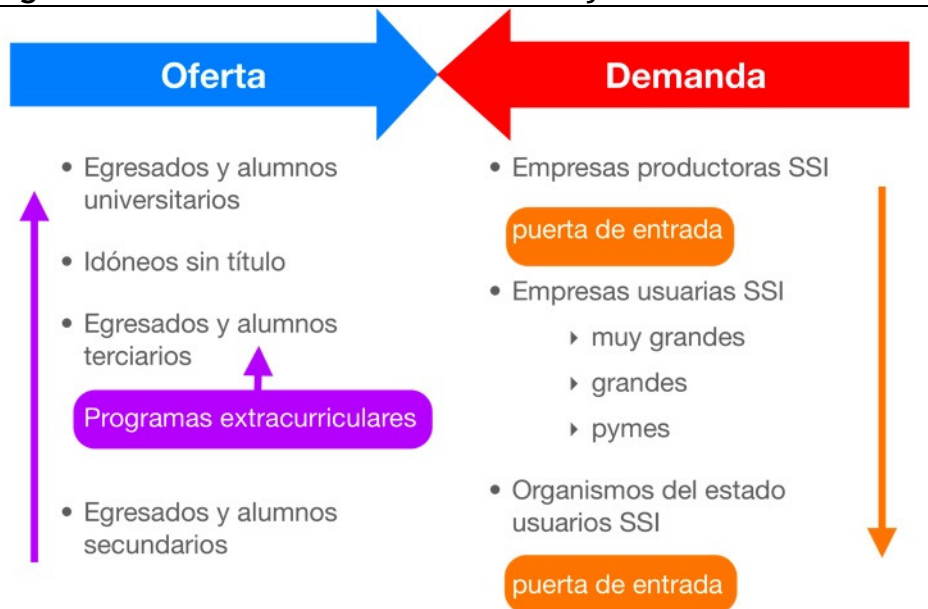 Oferta
Demanda
• Egresados y alumnos
universitarios
• Idóneos sin título
• Egresados y alumnos
terciarios
Programas extracurriculares
• Egresados y alumnos
secundarios
• Empresas productoras SSI
puerta de entrada
• Empresas usuarias SSI
‣ muy grandes
‣ grandes
‣ pymes
• Organismos del estado
usuarios SSI
puerta de entrada